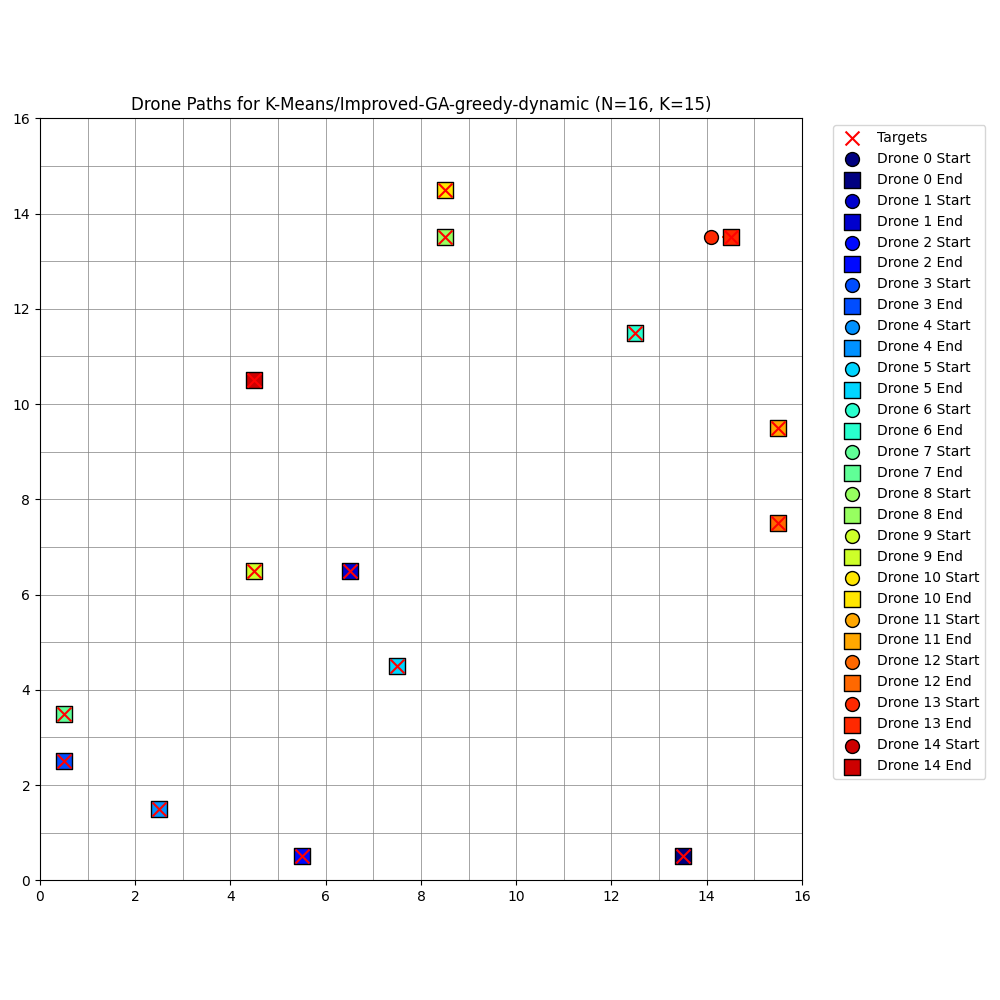 Drone Paths for K-Means/Improved-GA-greedy-dynamic (N=16, K=15)
16
14
12
10
8
6
4
2
0
0 2 4 6 8 10 12 14 16
Targets
Drone 0 Start
Drone 0 End
Drone 1 Start
Drone 1 End
Drone 2 Start
Drone 2 End
Drone 3 Start
Drone 3 End
Drone 4 Start
Drone 4 End
Drone 5 Start
Drone 5 End
Drone 6 Start
Drone 6 End
Drone 7 Start
Drone 7 End
Drone 8 Start
Drone 8 End
Drone 9 Start
Drone 9 End
Drone 10 Start
Drone 10 End
Drone 11 Start
Drone 11 End
Drone 12 Start
Drone 12 End
Drone 13 Start
Drone 13 End
Drone 14 Start
Drone 14 End